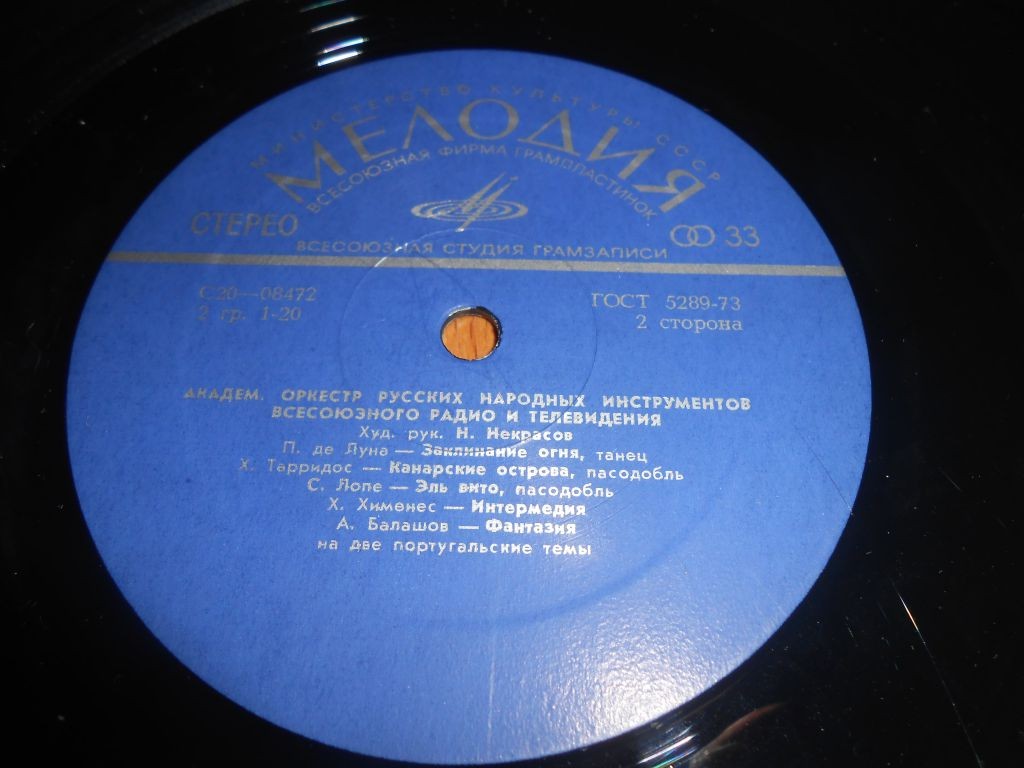 МИНИСТЕРСТВО КУЛЬТУРЫ СССР
МЕЛОДИЯ
ВСЕСОЮЗНАЯ ФИРМА ГРАМПЛАСТИНОК
СТЕРЕО
33
ВСЕСОЮЗНАЯ СТУДИЯ ГРАМЗАПИСИ
С20—08472
ГОСТ 5289-73
2 гр. 1-20
2 сторона
АКАДЕМ. ОРКЕСТР РУССКИХ НАРОДНЫХ ИНСТРУМЕНТОВ
ВСЕСОЮЗНОГО РАДИО И ТЕЛЕВИДЕНИЯ
Худ. рук. Н. Некрасов
П. де Луна — Заклинание огня, танец
Х. Тарридос — Канарские острова, пасодобль
С. Лопе — Эль вито, пасодобль
Х. Хименес — Интермедия
А. Балашов — Фантазия
на две португальские темы